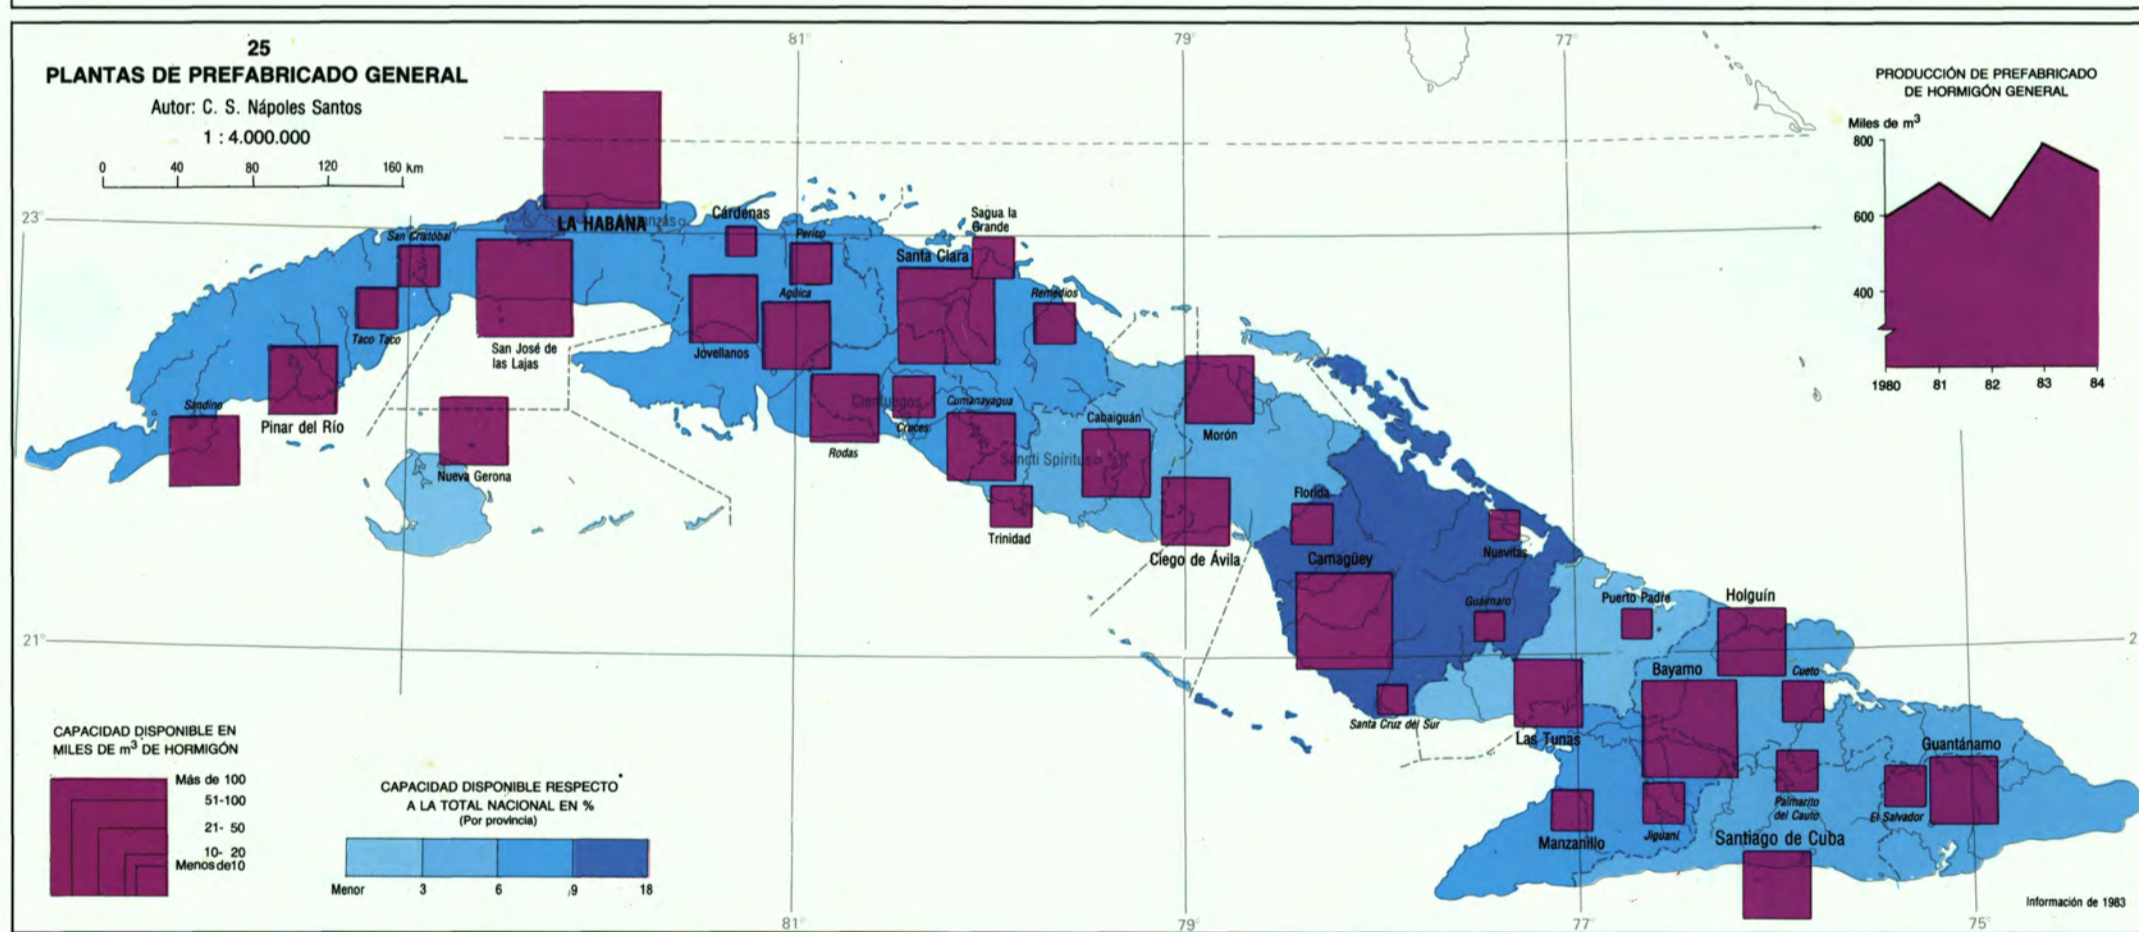 25
PLANTAS DE PREFABRICADO GENERAL
Autor: C. S. Nápoles Santos
1 : 4.000.000
0 40 80 120 160 km
81° 79° 77°
PRODUCCIÓN DE PREFABRICADO
DE HORMIGÓN GENERAL
Miles de m³
800
600
400
1980 81 82 83 84
23°
21°
LA HABANA
Cárdenas
Sagua la
Grande
San Cristóbal
Perico
Santa Clara
Agüica
Remedios
Taco Taco
San José de
las Lajas
Jovellanos
Sandino
Pinar del Río
Nueva Gerona
Cienfuegos
Cruces
Cumanayagua
Rodas
Cabaiguán
Sancti Spíritus
Morón
Trinidad
Ciego de Ávila
Florida
Camagüey
Nuevitas
Guáimaro
Puerto Padre
Holguín
Bayamo
Cueto
Santa Cruz del Sur
Las Tunas
Guantánamo
Manzanillo
Jiguaní
Palmarito
del Cauto
El Salvador
Santiago de Cuba
CAPACIDAD DISPONIBLE EN
MILES DE m³ DE HORMIGÓN
Más de 100
51-100
21- 50
10- 20
Menos de10
CAPACIDAD DISPONIBLE RESPECTO
A LA TOTAL NACIONAL EN %
(Por provincia)
Menor 3 6 9 18
81° 79° 77° 75°
Información de 1983